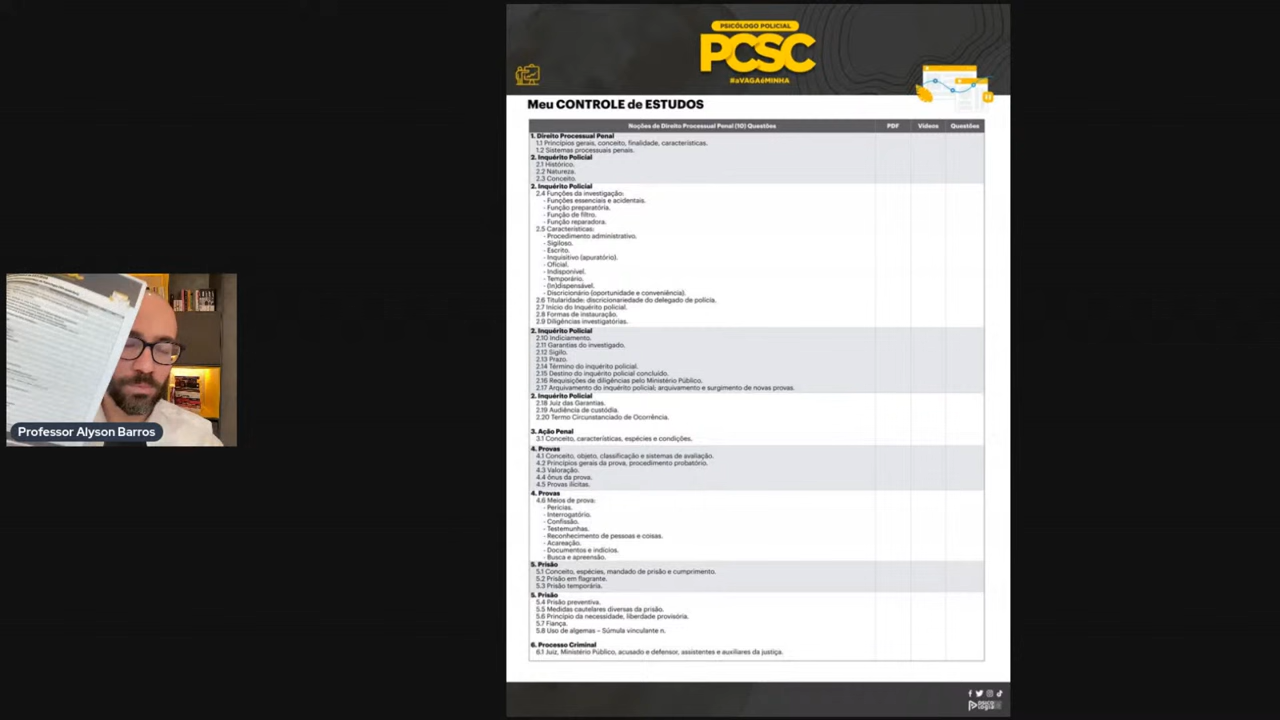 PSICÓLOGO POLICIAL
PCSC
#aVAGAéMINHA
Meu CONTROLE de ESTUDOS
Noções de Direito Processual Penal (10) Questões PDF Vídeos Questões
1. Direito Processual Penal
1.1 Princípios gerais, conceito, finalidade, características.
1.2 Sistemas processuais penais.
2. Inquérito Policial
2.1 Histórico.
2.2 Natureza.
2.3 Conceito.
2. Inquérito Policial
2.4 Funções da investigação:
- Funções essenciais e acidentais.
- Função preparatória.
- Função de filtro.
- Função reparadora.
2.5 Características:
- Procedimento administrativo.
- Sigiloso.
- Escrito.
- Inquisitivo (apuratório).
- Oficial.
- Indisponível.
- Temporário.
- (In)dispensável.
- Discricionário (oportunidade e conveniência).
2.6 Titularidade: discricionariedade do delegado de polícia.
2.7 Início do Inquérito policial.
2.8 Formas de instauração.
2.9 Diligências investigatórias.
2. Inquérito Policial
2.10 Indiciamento.
2.11 Garantias do investigado.
2.12 Sigilo.
2.13 Prazo.
2.14 Término do inquérito policial.
2.15 Destino do inquérito policial concluído.
2.16 Requisições de diligências pelo Ministério Público.
2.17 Arquivamento do inquérito policial; arquivamento e surgimento de novas provas.
2. Inquérito Policial
2.18 Juiz das Garantias.
2.19 Audiência de custódia.
2.20 Termo Circunstanciado de Ocorrência.
3. Ação Penal
3.1 Conceito, características, espécies e condições.
4. Provas
4.1 Conceito, objeto, classificação e sistemas de avaliação.
4.2 Princípios gerais da prova, procedimento probatório.
4.3 Valoração.
4.4 ônus da prova.
4.5 Provas ilícitas.
4. Provas
4.6 Meios de prova:
- Perícias.
- Interrogatório.
- Confissão.
- Testemunhas.
- Reconhecimento de pessoas e coisas.
- Acareação.
- Documentos e indícios.
- Busca e apreensão.
5. Prisão
5.1 Conceito, espécies, mandado de prisão e cumprimento.
5.2 Prisão em flagrante.
5.3 Prisão temporária.
5. Prisão
5.4 Prisão preventiva.
5.5 Medidas cautelares diversas da prisão.
5.6 Princípio da necessidade, liberdade provisória.
5.7 Fiança.
5.8 Uso de algemas – Súmula vinculante n.
6. Processo Criminal
6.1 Juiz, Ministério Público, acusado e defensor, assistentes e auxiliares da justiça.
Professor Alyson Barros